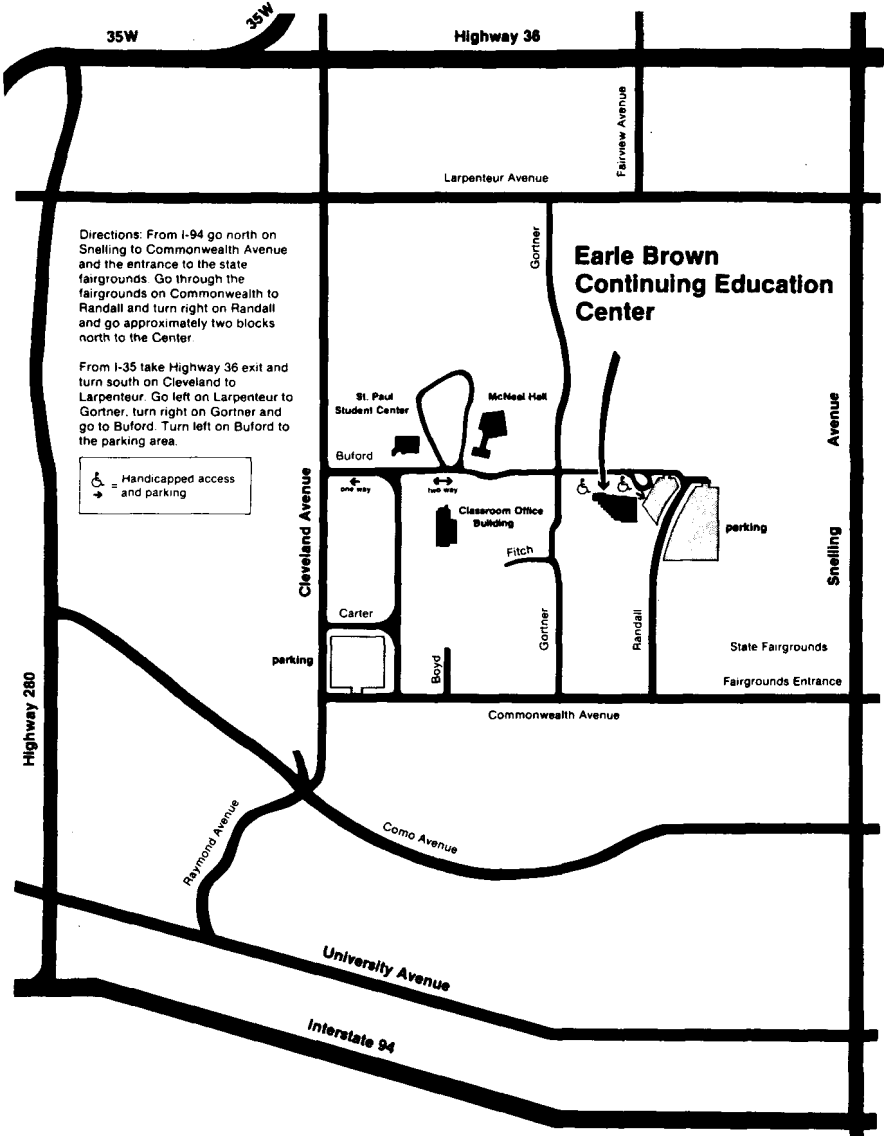 35W
35W
Highway 36
Fairview Avenue
Larpenteur Avenue
Directions: From I-94 go north on
Snelling to Commonwealth Avenue
and the entrance to the state
fairgrounds. Go through the
fairgrounds on Commonwealth to
Randall and turn right on Randall
and go approximately two blocks
north to the Center.
From I-35 take Highway 36 exit and
turn south on Cleveland to
Larpenteur. Go left on Larpenteur to
Gortner, turn right on Gortner and
go to Buford. Turn left on Buford to
the parking area.
= Handicapped access
and parking
Gortner
Earle Brown
Continuing Education
Center
St. Paul
Student Center
McNeal Hall
Buford
one way
two way
Classroom Office
Building
Fitch
Cleveland Avenue
Snelling Avenue
parking
Carter
parking
Boyd
Gortner
Randall
State Fairgrounds
Fairgrounds Entrance
Commonwealth Avenue
Highway 280
Raymond Avenue
Como Avenue
University Avenue
Interstate 94